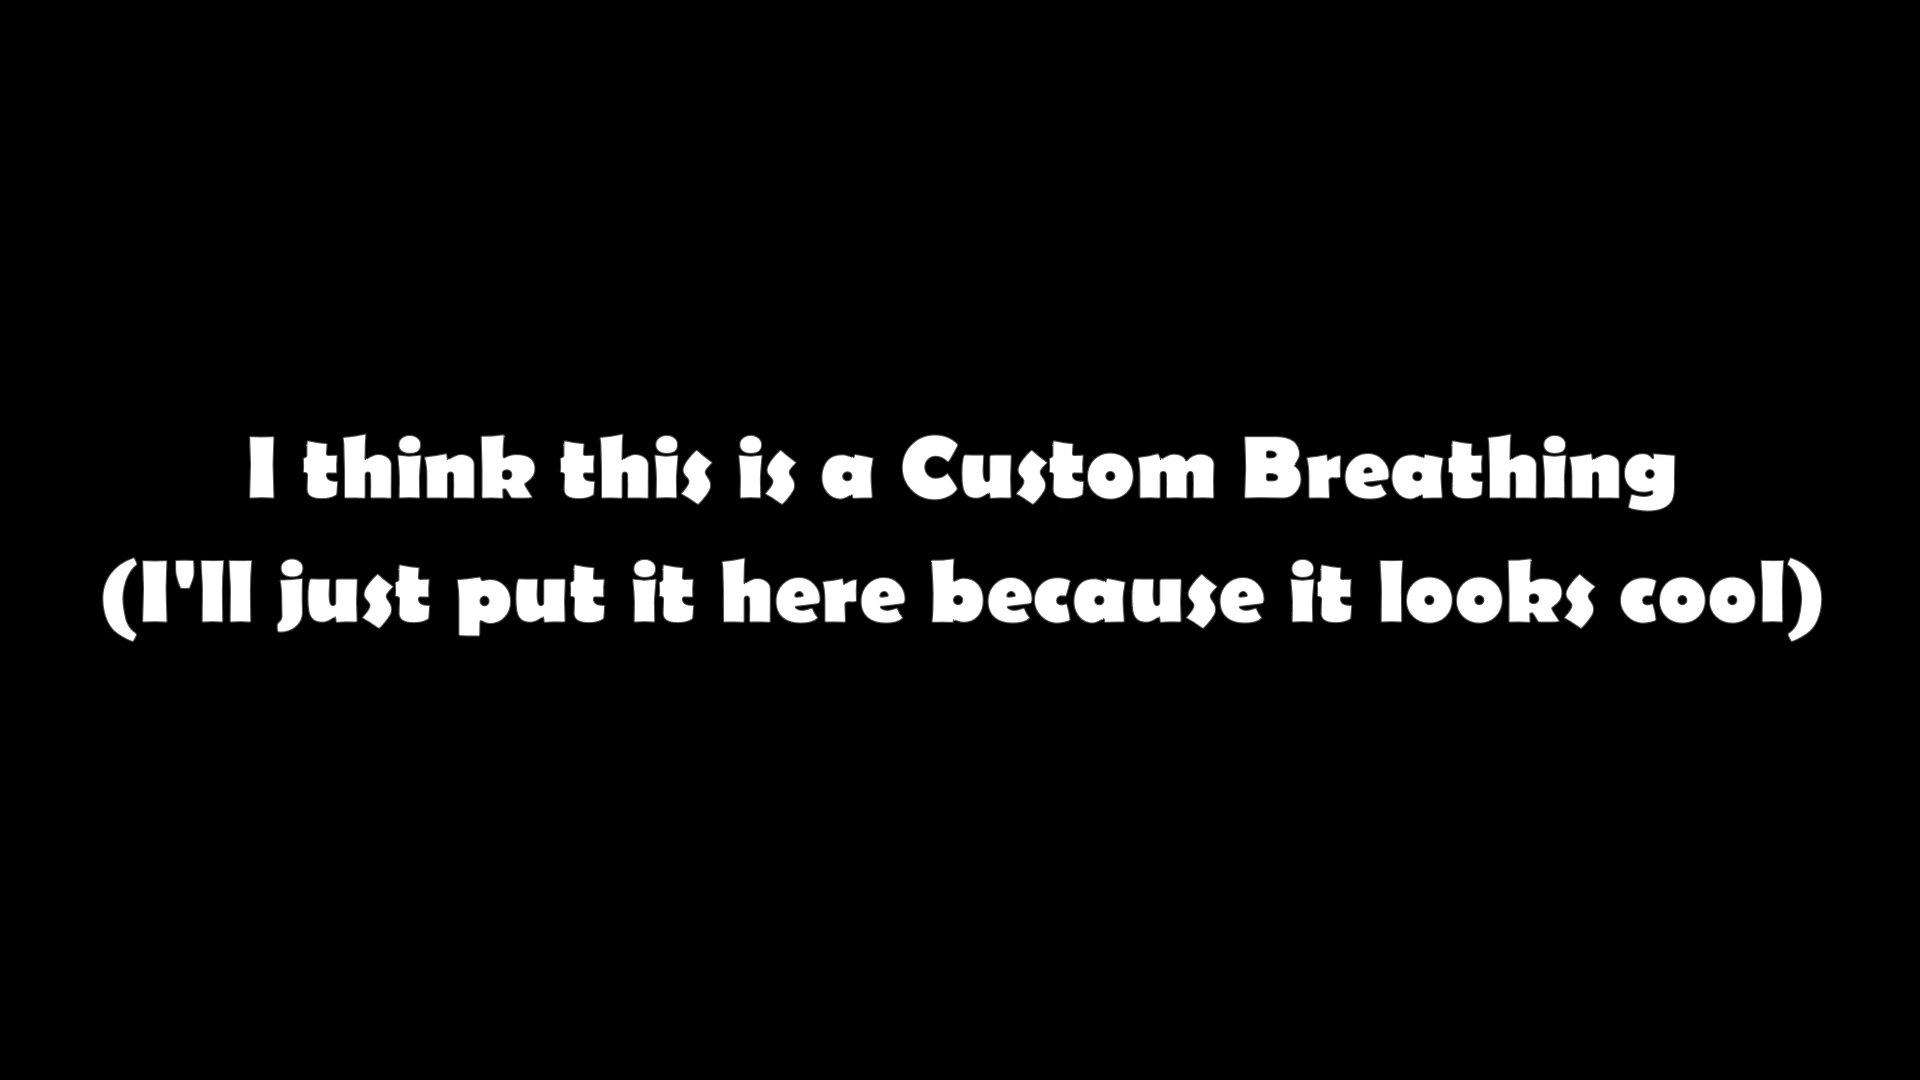 I think this is a Custom Breathing
(I'll just put it here because it looks cool)